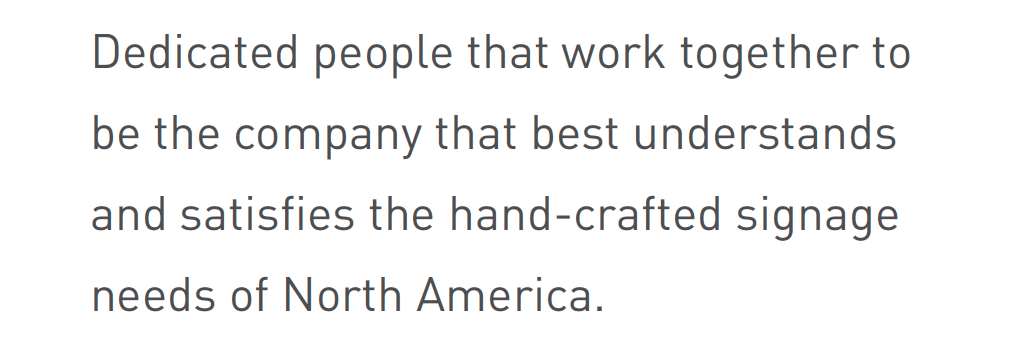 Dedicated people that work together to
be the company that best understands
and satisfies the hand-crafted signage
needs of North America.